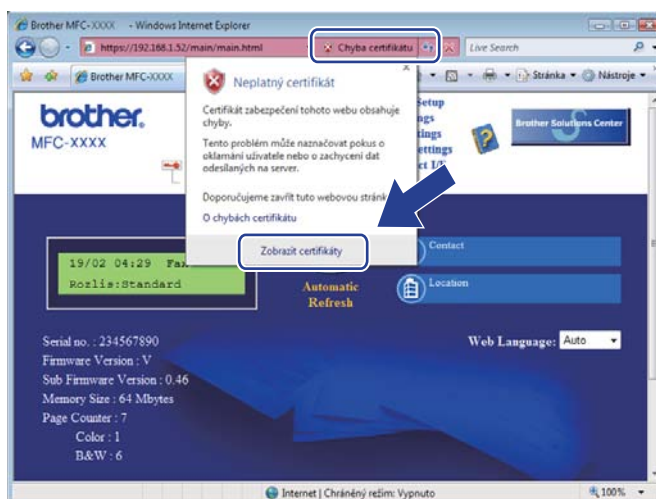 Brother MFC-XXXX - Windows Internet Explorer
https://192.168.1.52/main/main.html
Chyba certifikátu
Live Search
Brother MFC-XXXX
Stránka
Nástroje
Neplatný certifikát
Certifikát zabezpečení tohoto webu obsahuje
chyby.
Tento problém může naznačovat pokus o
oklamání uživatele nebo o zachycení dat
odesílaných na server.
Doporučujeme zavřít tuto webovou stránk
O chybách certifikátu
Zobrazit certifikáty
brother.
MFC-XXXX
Setup
ngs
tings
ettings
ct I/F
Brother Solutions Center
19/02 04:29 Fax
Rozlis:Standard
Automatic
Refresh
Contact
Location
Serial no. : 234567890
Firmware Version : V
Sub Firmware Version : 0.46
Memory Size : 64 Mbytes
Page Counter : 7
Color : 1
B&W : 6
Web Language: Auto
Internet | Chráněný režim: Vypnuto
100%